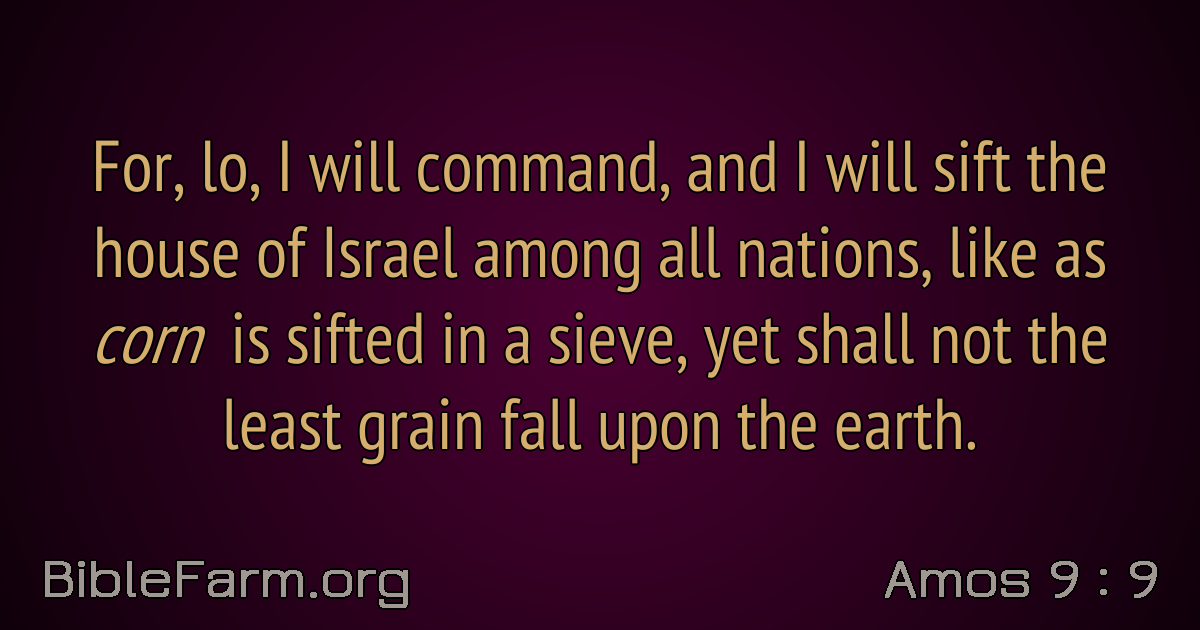 For, lo, I will command, and I will sift the
house of Israel among all nations, like as
corn is sifted in a sieve, yet shall not the
least grain fall upon the earth.
BibleFarm.org
Amos 9 : 9